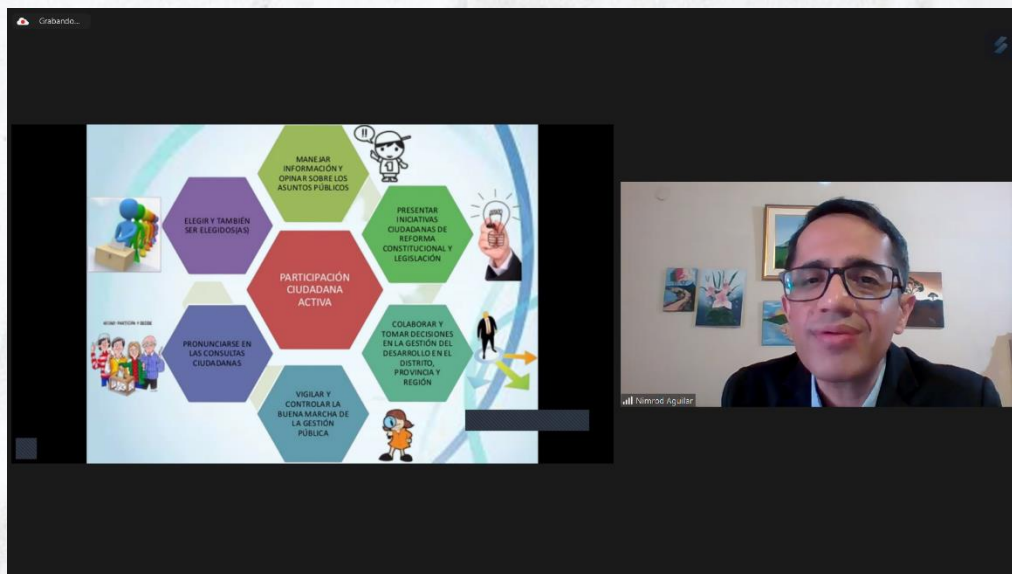 Grabando...
MANEJAR
INFORMACIÓN Y
OPINAR SOBRE LOS
ASUNTOS PÚBLICOS
ELEGIR Y TAMBIÉN
SER ELEGIDOS(AS)
PRESENTAR
INICIATIVAS
CIUDADANAS DE
REFORMA
CONSTITUCIONAL Y
LEGISLACIÓN
PARTICIPACIÓN
CIUDADANA
ACTIVA
PRONUNCIARSE EN
LAS CONSULTAS
CIUDADANAS
COLABORAR Y
TOMAR DECISIONES
EN LA GESTIÓN DEL
DESARROLLO EN EL
DISTRITO,
PROVINCIA Y
REGIÓN
VIGILAR Y
CONTROLAR LA
BUENA MARCHA DE
LA GESTIÓN
PÚBLICA
Nimrod Aguilar